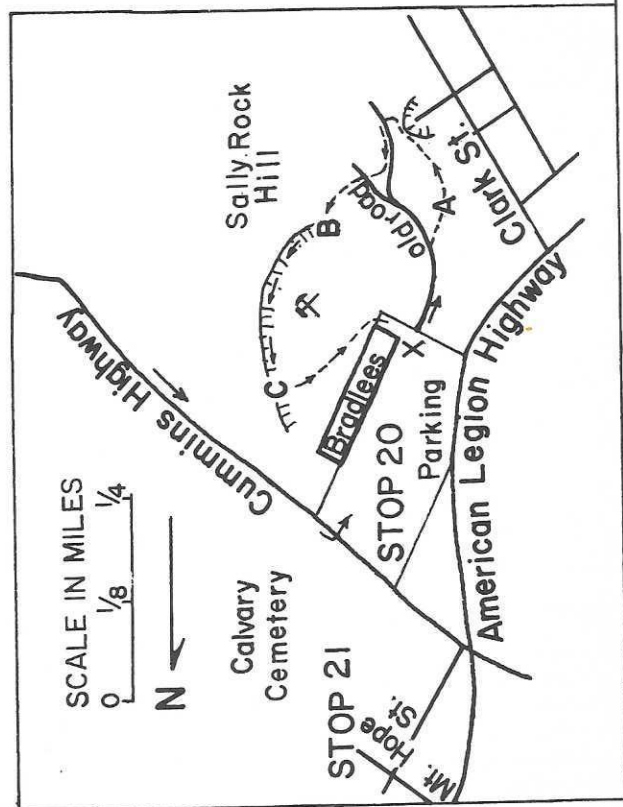 SCALE IN MILES
0 1/8 1/4
N
Calvary
Cemetery
STOP 21
Mt. Hope
St.
Cummins Highway
Sally Rock
Hill
B
C
old road
A
Bradlees
X
STOP 20
Parking
American Legion Highway
Clark St.